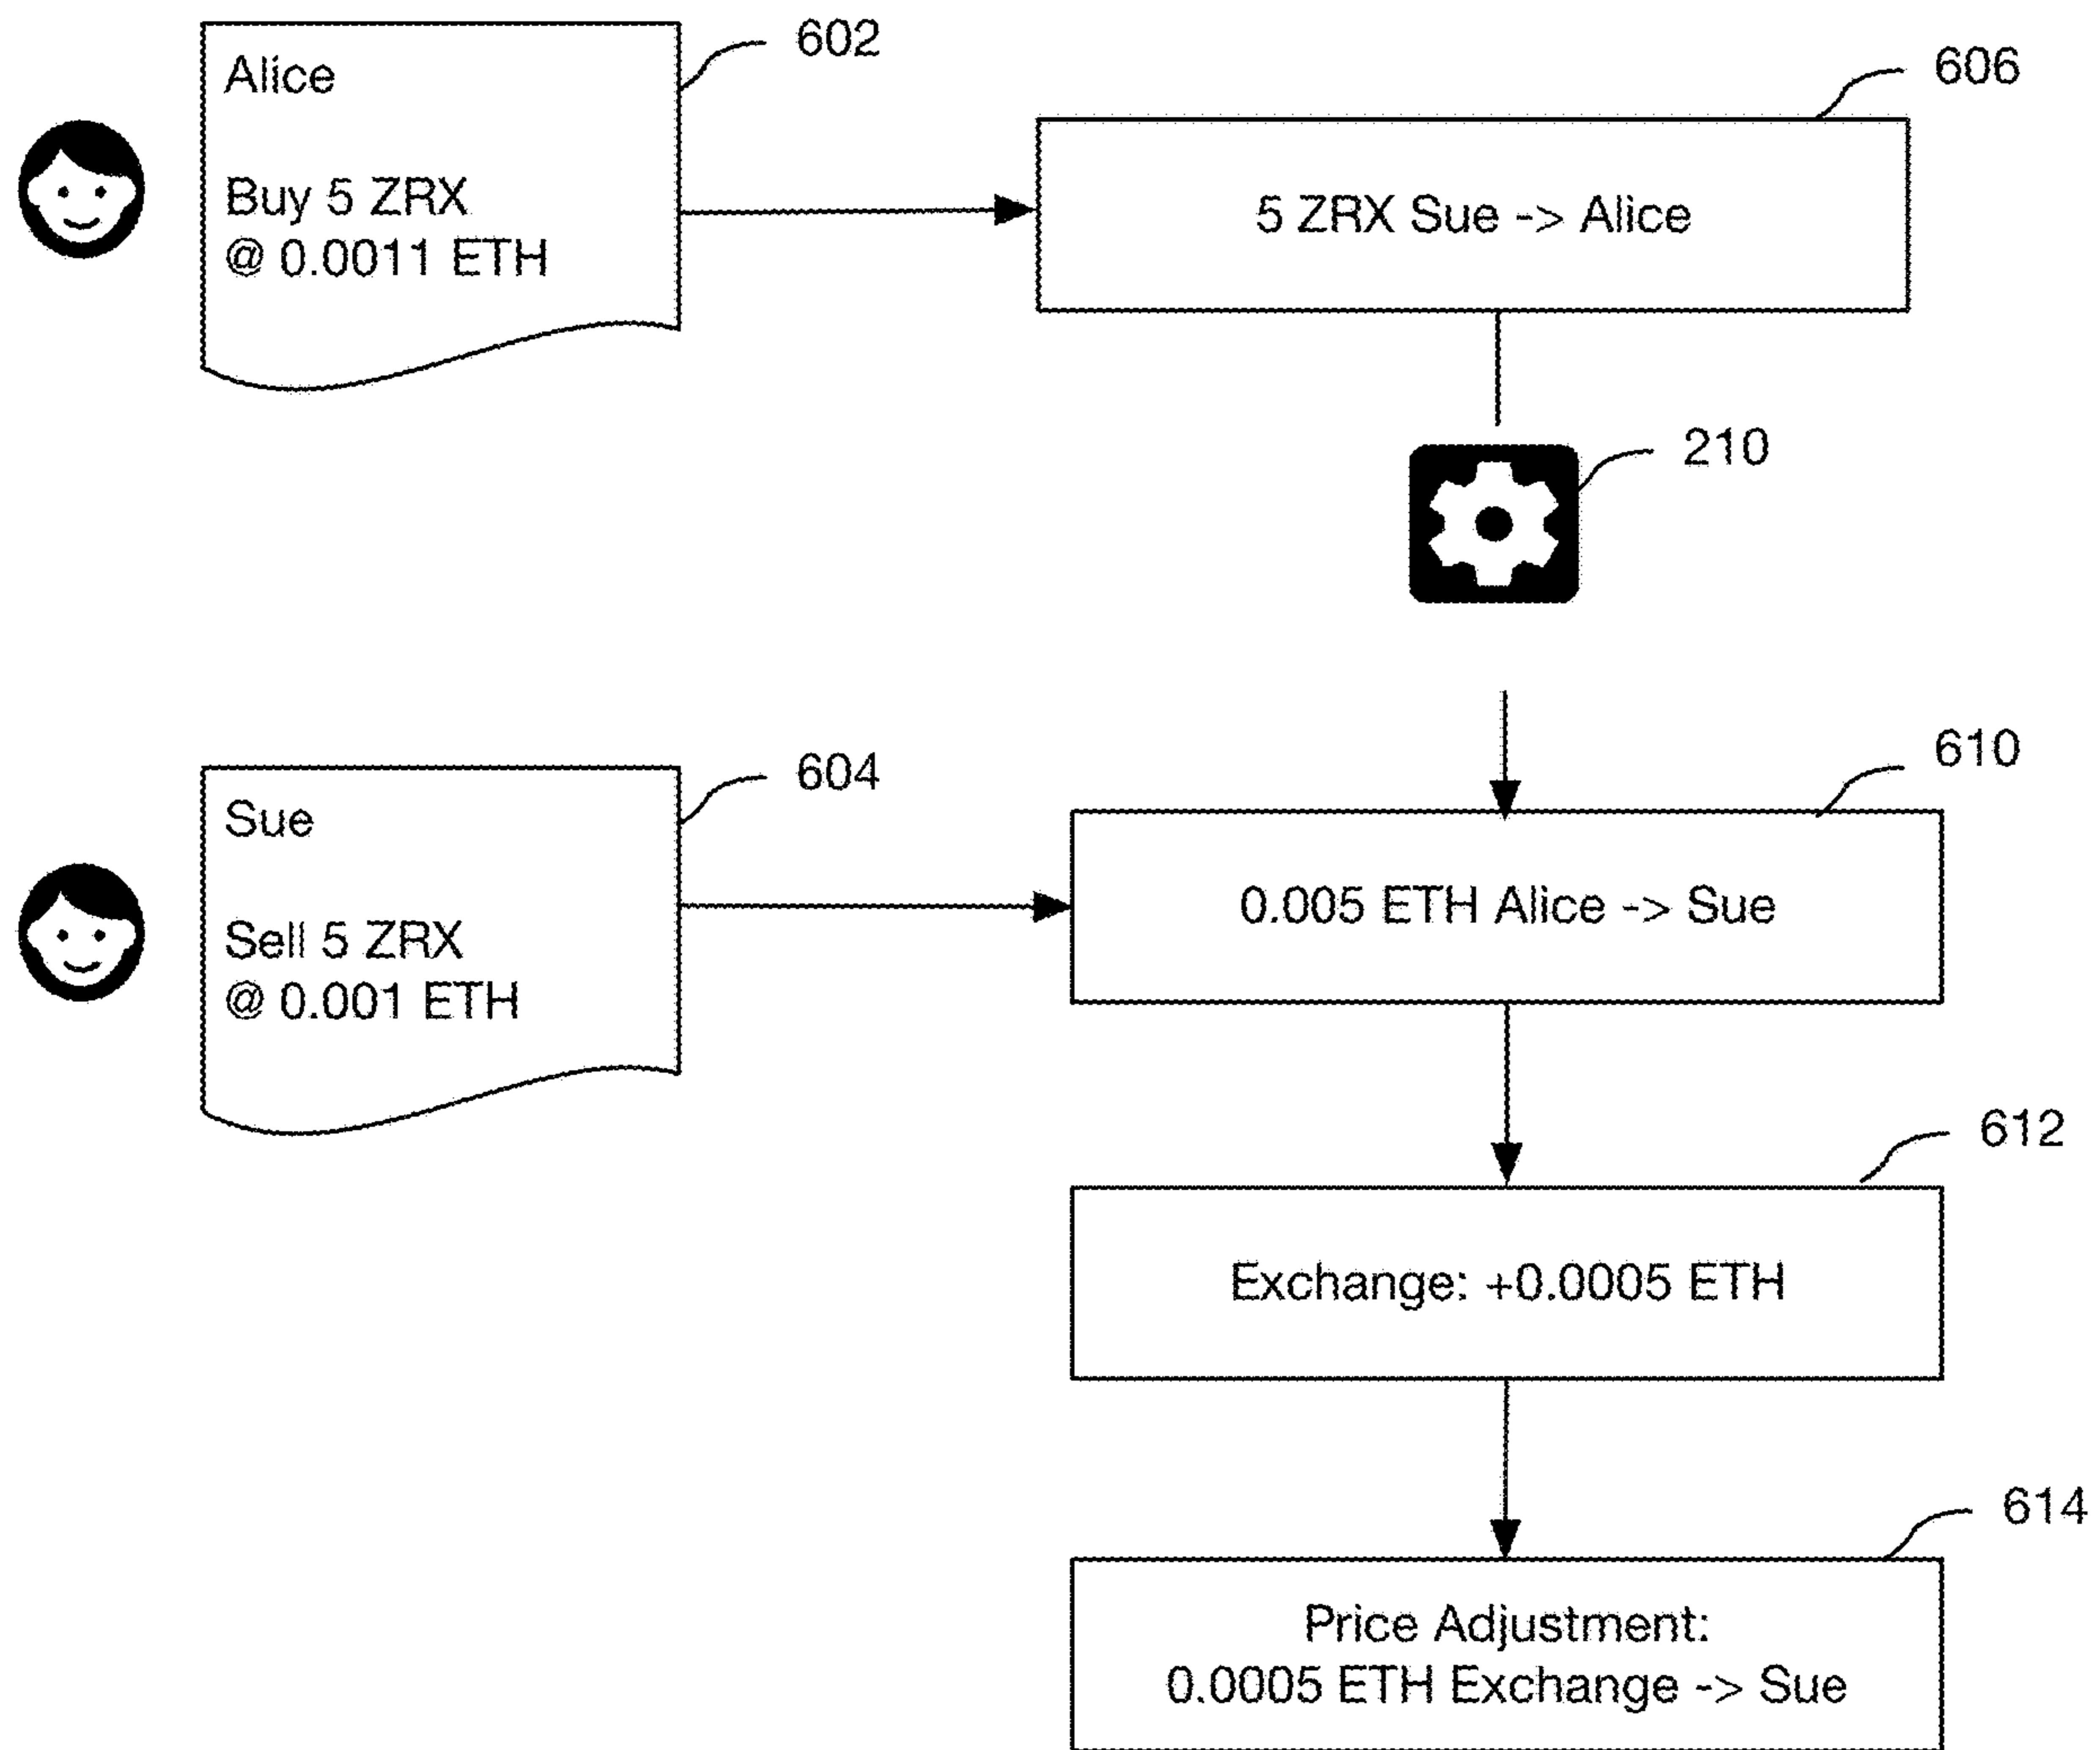 602
Alice
Buy 5 ZRX
@ 0.0011 ETH
606
5 ZRX Sue -> Alice
210
604
Sue
Sell 5 ZRX
@ 0.001 ETH
610
0.005 ETH Alice -> Sue
612
Exchange: +0.0005 ETH
614
Price Adjustment:
0.0005 ETH Exchange -> Sue